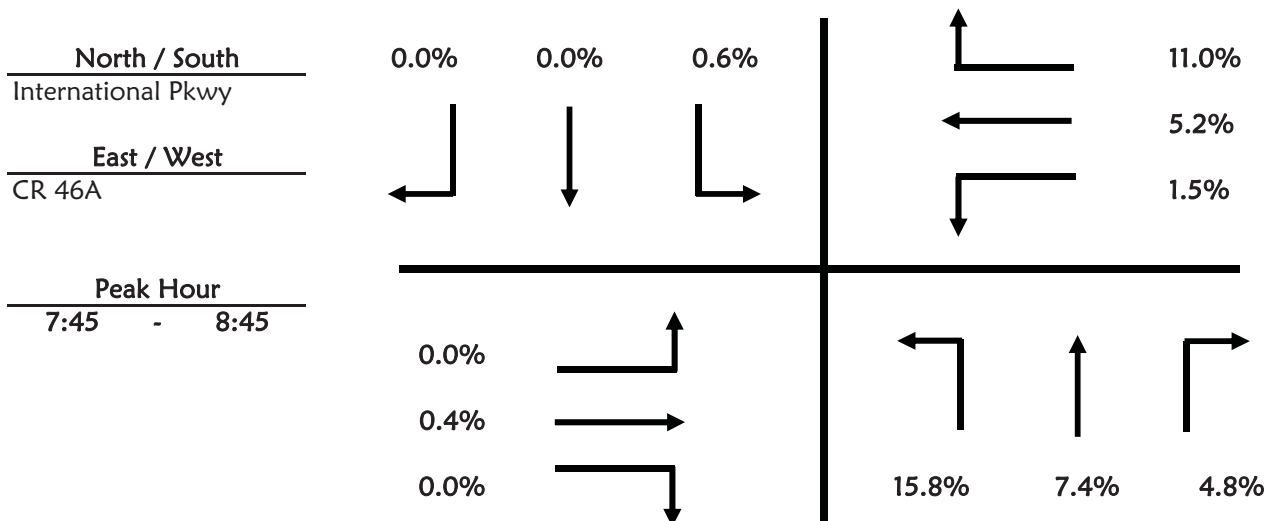 North / South
International Pkwy
East / West
CR 46A
Peak Hour
7:45 - 8:45
0.0% 0.0% 0.6%
11.0%
5.2%
1.5%
0.0%
0.4%
0.0%
15.8% 7.4% 4.8%